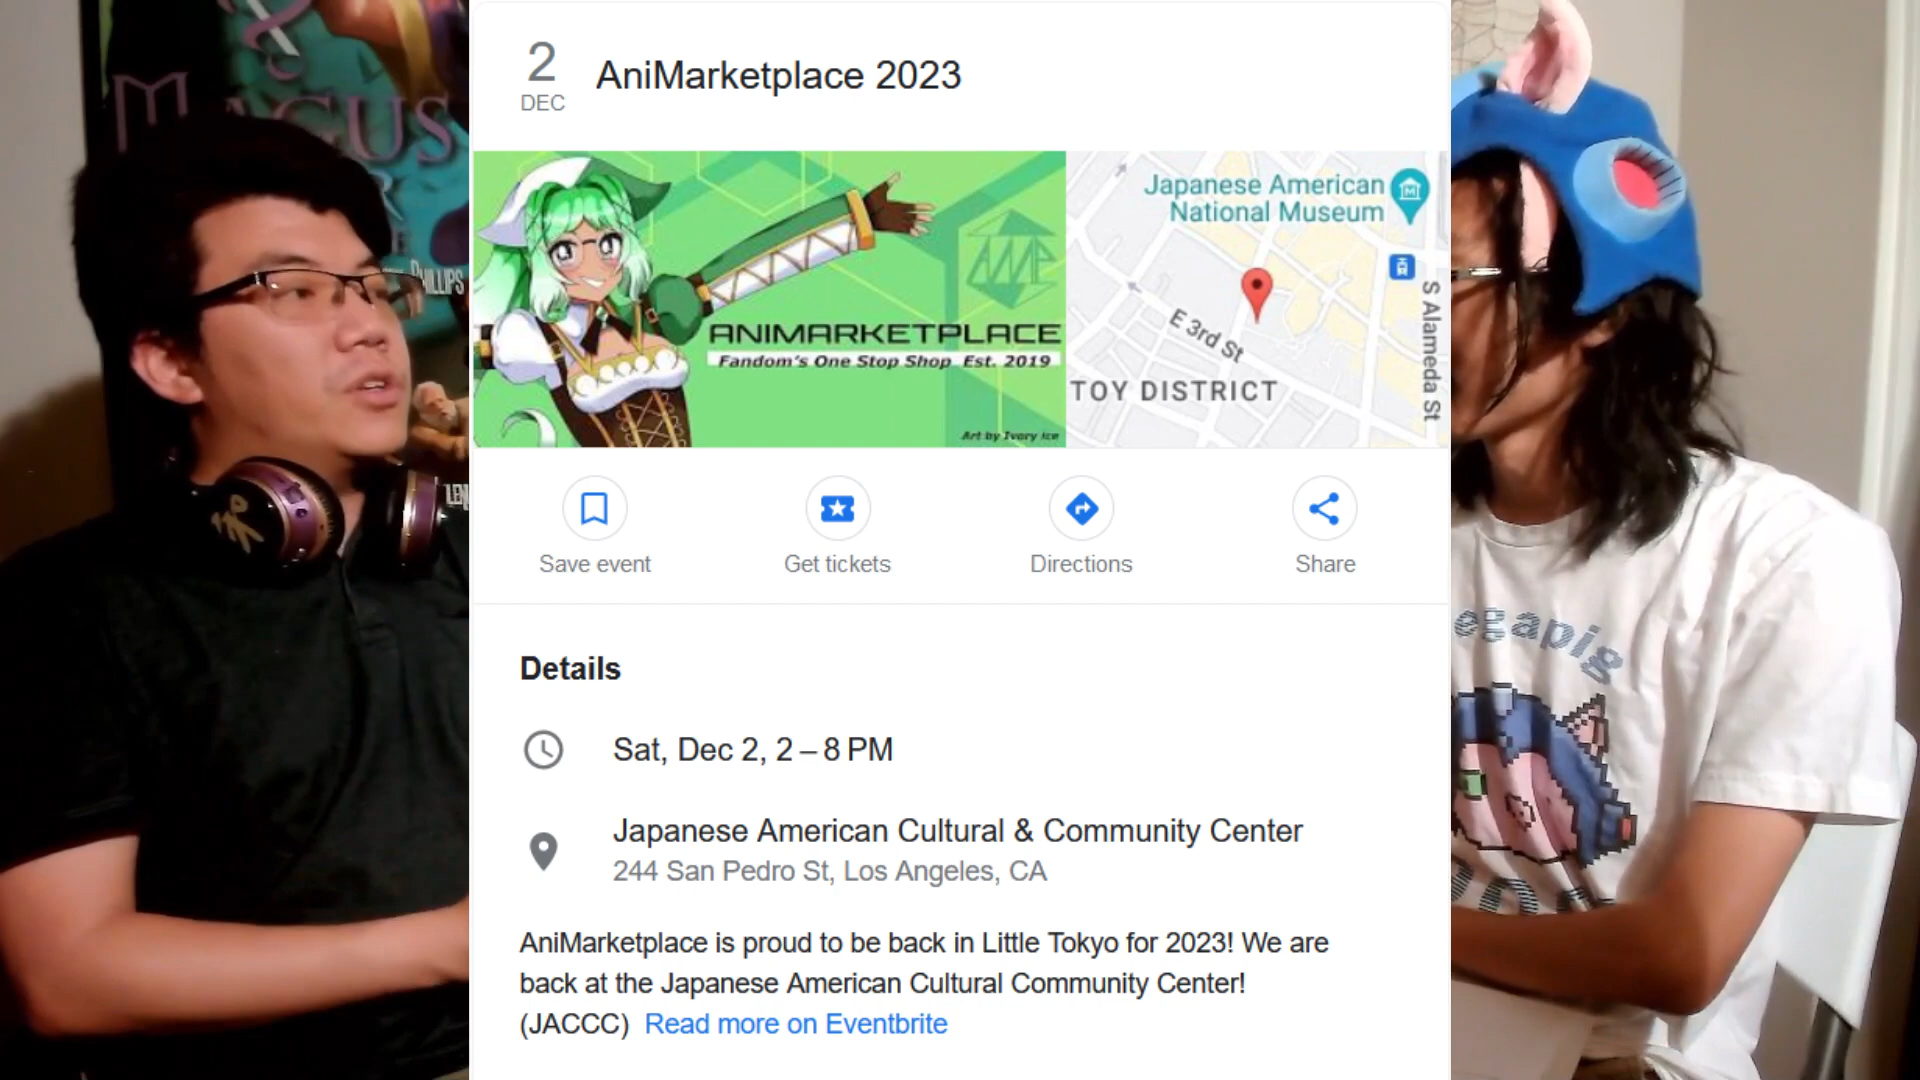 MAGUS
PHILLIPS
2
DEC
AniMarketplace 2023
AME
ANIMARKETPLACE
Fandom's One Stop Shop Est. 2019
Art by Ivory Ice
Japanese American
National Museum
E 3rd St
S Alameda St
TOY DISTRICT
Save event
Get tickets
Directions
Share
Details
Sat, Dec 2, 2 – 8 PM
Japanese American Cultural & Community Center
244 San Pedro St, Los Angeles, CA
AniMarketplace is proud to be back in Little Tokyo for 2023! We are
back at the Japanese American Cultural Community Center!
(JACCC) Read more on Eventbrite
egapig